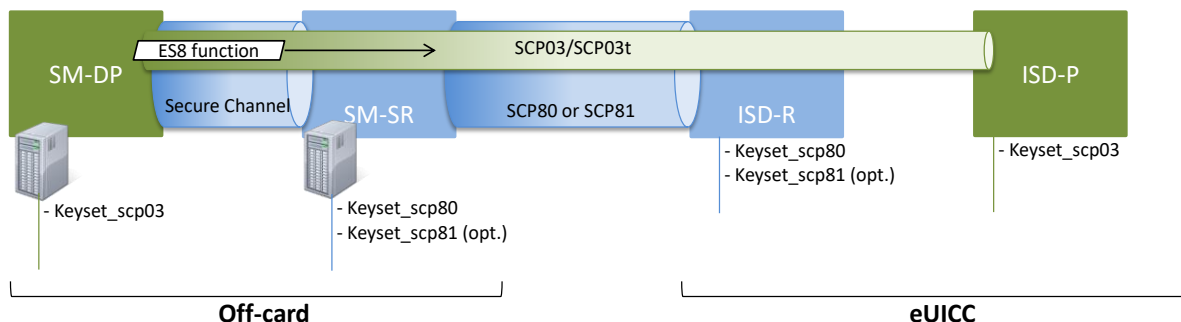 ES8 function
SCP03/SCP03t
SM-DP
ISD-P
Secure Channel
SM-SR
SCP80 or SCP81
ISD-R
- Keyset_scp80
- Keyset_scp81 (opt.)
- Keyset_scp03
- Keyset_scp03
- Keyset_scp80
- Keyset_scp81 (opt.)
Off-card
eUICC